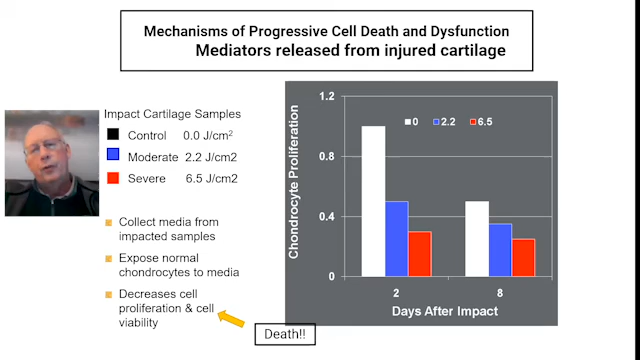 Mechanisms of Progressive Cell Death and Dysfunction
Mediators released from injured cartilage
Impact Cartilage Samples
Control 0.0 J/cm²
Moderate 2.2 J/cm2
Severe 6.5 J/cm2
Collect media from
impacted samples
Expose normal
chondrocytes to media
Decreases cell
proliferation & cell
viability
Death!!
Chondrocyte Proliferation
1.2
0.8
0.4
0
0 2.2 6.5
2 8
Days After Impact